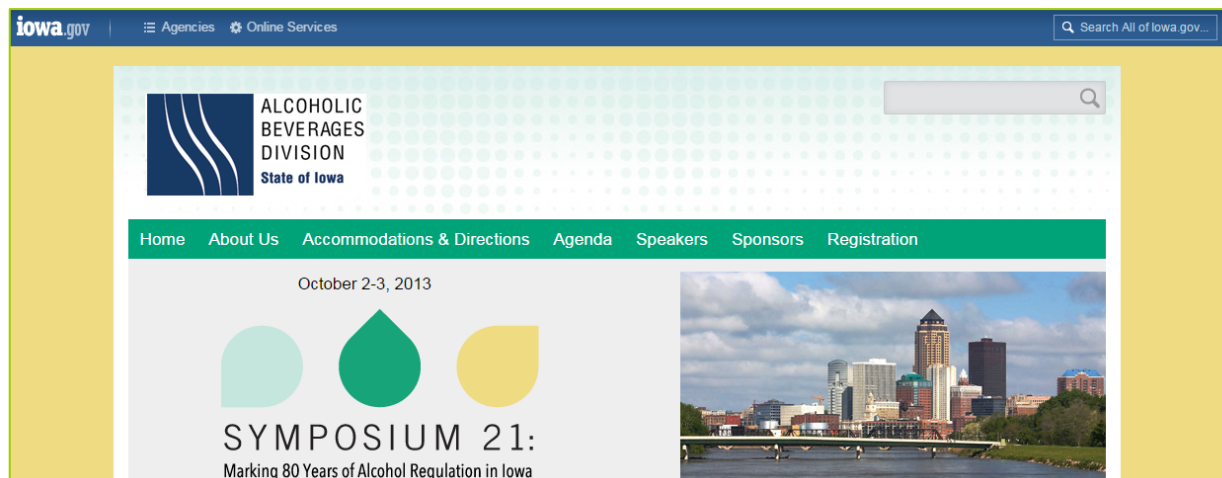 iowa.gov Agencies Online Services Search All of Iowa.gov...
ALCOHOLIC
BEVERAGES
DIVISION
State of Iowa
Home About Us Accommodations & Directions Agenda Speakers Sponsors Registration
October 2-3, 2013
SYMPOSIUM 21:
Marking 80 Years of Alcohol Regulation in Iowa